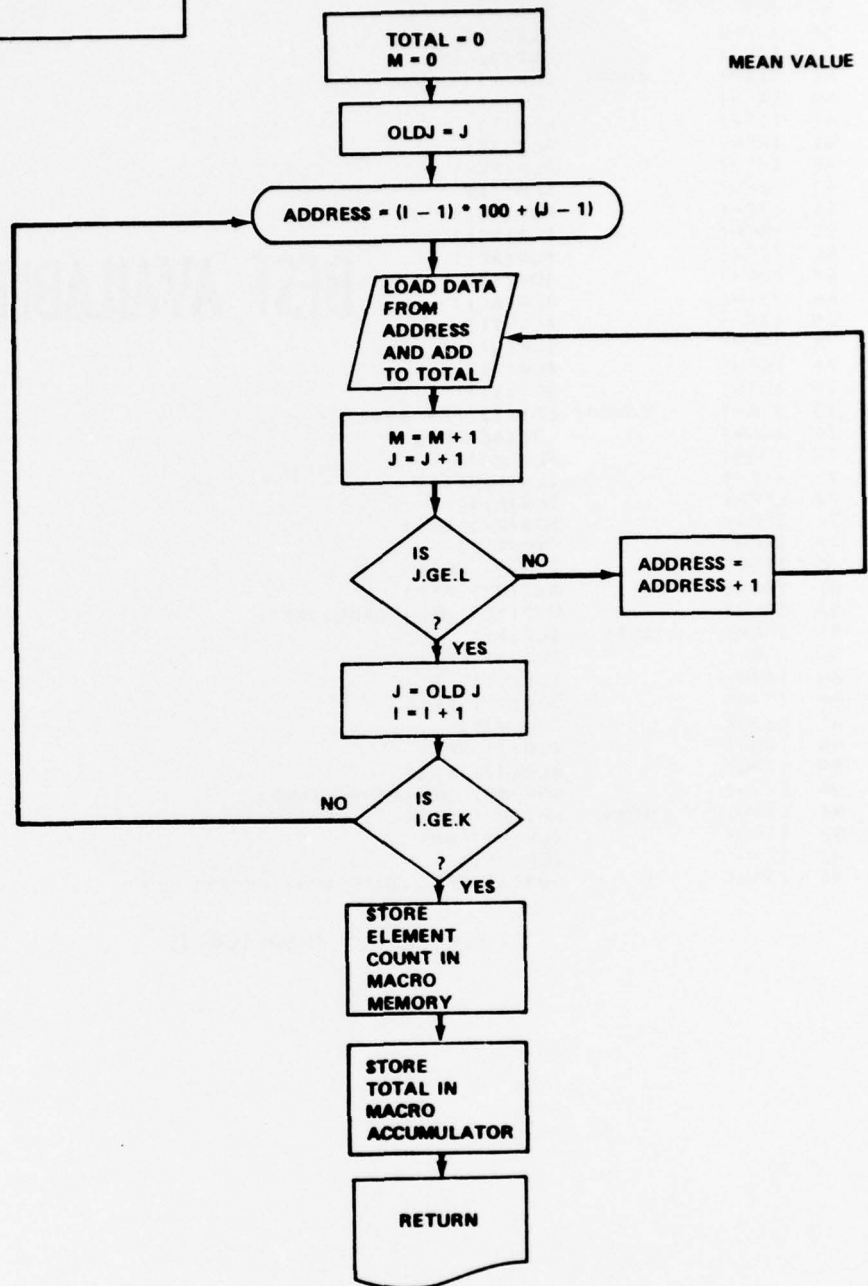 TOTAL = 0
M = 0
MEAN VALUE
OLDJ = J
ADDRESS = (I - 1) * 100 + (J - 1)
LOAD DATA
FROM
ADDRESS
AND ADD
TO TOTAL
M = M + 1
J = J + 1
IS
J.GE.L
?
NO
ADDRESS =
ADDRESS + 1
YES
J = OLD J
I = I + 1
NO
IS
I.GE.K
?
YES
STORE
ELEMENT
COUNT IN
MACRO
MEMORY
STORE
TOTAL IN
MACRO
ACCUMULATOR
RETURN